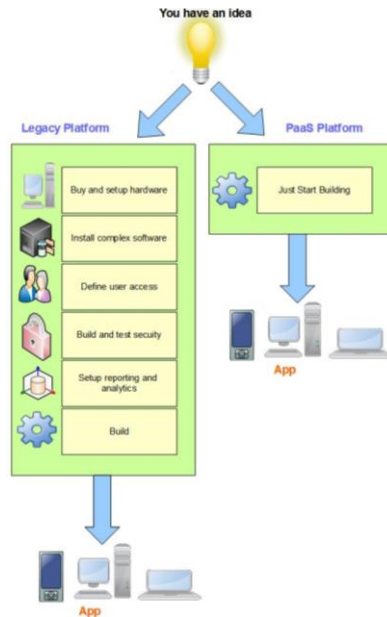 You have an idea
Legacy Platform
PaaS Platform
Buy and setup hardware
Install complex software
Define user access
Build and test secuity
Setup reporting and
analytics
Build
Just Start Building
App
App